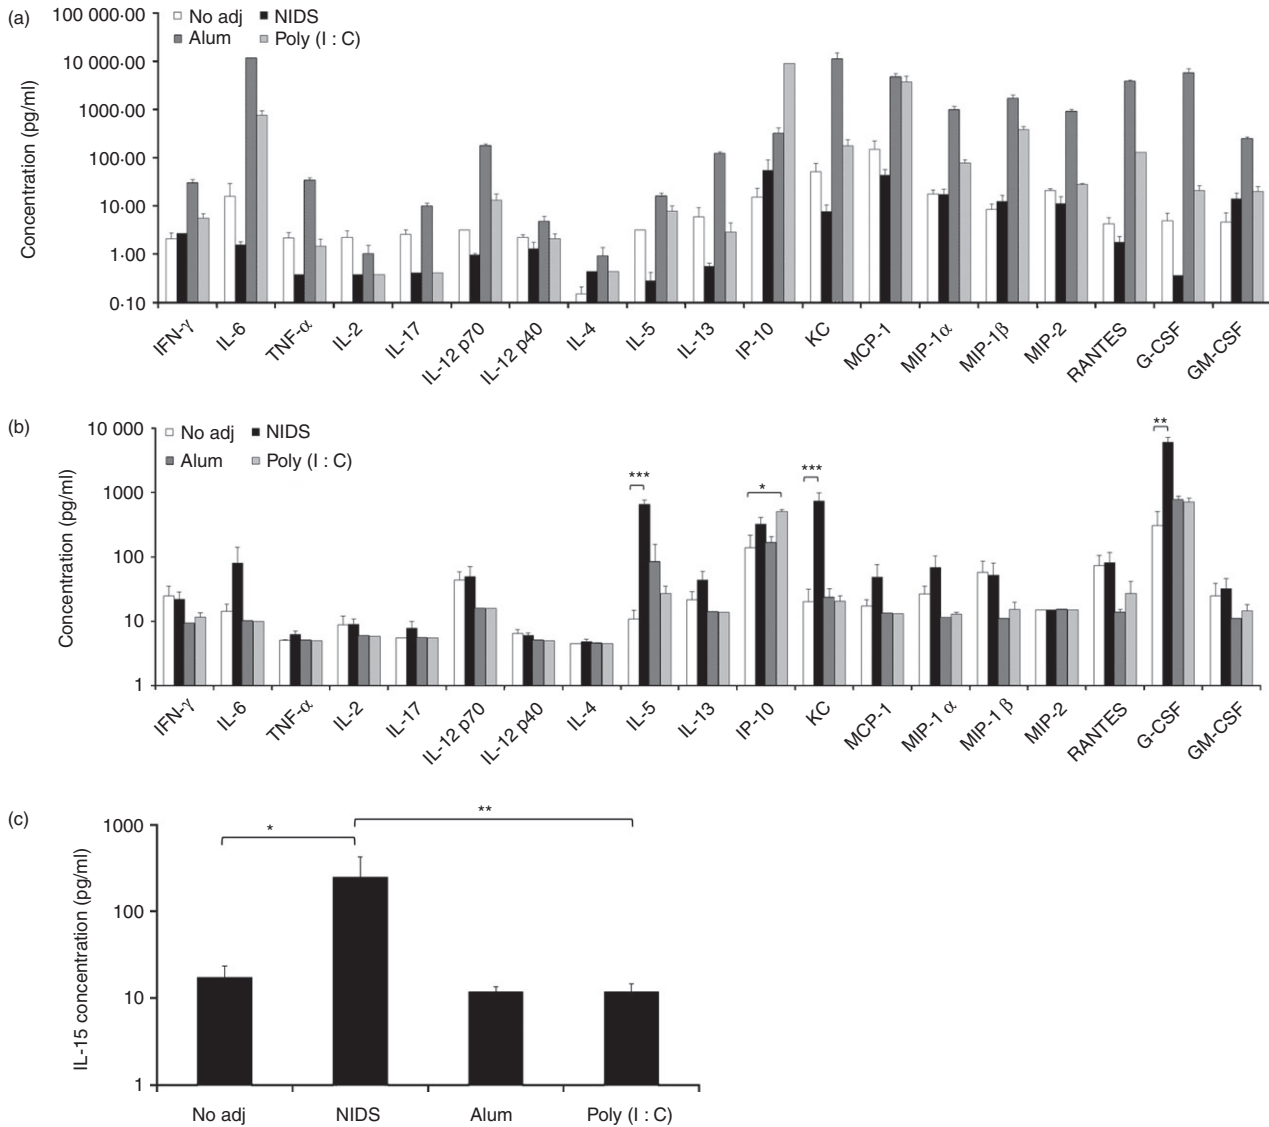 (a)
Concentration (pg/ml)
100 000·00
10 000·00
1000·00
100·00
10·00
1·00
0·10
No adj
NIDS
Alum
Poly (I : C)
IFN-γ
IL-6
TNF-α
IL-2
IL-17
IL-12 p70
IL-12 p40
IL-4
IL-5
IL-13
IP-10
KC
MCP-1
MIP-1α
MIP-1β
MIP-2
RANTES
G-CSF
GM-CSF
(b)
Concentration (pg/ml)
10 000
1000
100
10
1
No adj
NIDS
Alum
Poly (I : C)
***
*
***
**
IFN-γ
IL-6
TNF-α
IL-2
IL-17
IL-12 p70
IL-12 p40
IL-4
IL-5
IL-13
IP-10
KC
MCP-1
MIP-1 α
MIP-1 β
MIP-2
RANTES
G-CSF
GM-CSF
(c)
IL-15 concentration (pg/ml)
1000
100
10
1
*
**
No adj
NIDS
Alum
Poly (I : C)